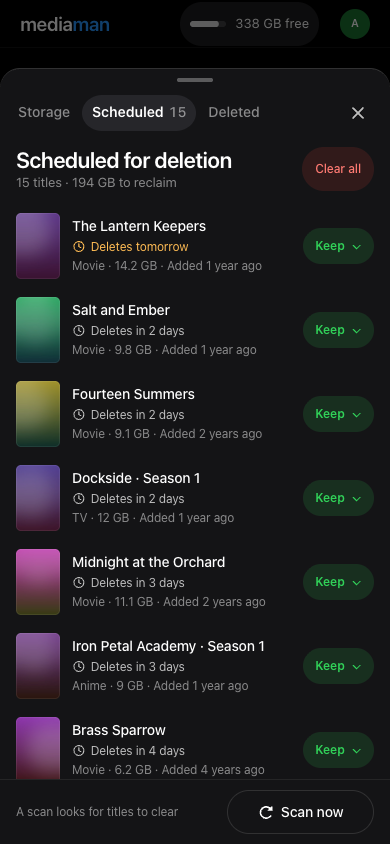 mediaman
338 GB free
A
Storage
Scheduled 15
Deleted
Scheduled for deletion
15 titles · 194 GB to reclaim
Clear all
The Lantern Keepers
Deletes tomorrow
Movie · 14.2 GB · Added 1 year ago
Keep
Salt and Ember
Deletes in 2 days
Movie · 9.8 GB · Added 1 year ago
Keep
Fourteen Summers
Deletes in 2 days
Movie · 9.1 GB · Added 2 years ago
Keep
Dockside · Season 1
Deletes in 2 days
TV · 12 GB · Added 1 year ago
Keep
Midnight at the Orchard
Deletes in 3 days
Movie · 11.1 GB · Added 2 years ago
Keep
Iron Petal Academy · Season 1
Deletes in 3 days
Anime · 9 GB · Added 1 year ago
Keep
Brass Sparrow
Deletes in 4 days
Movie · 6.2 GB · Added 4 years ago
Keep
A scan looks for titles to clear
Scan now